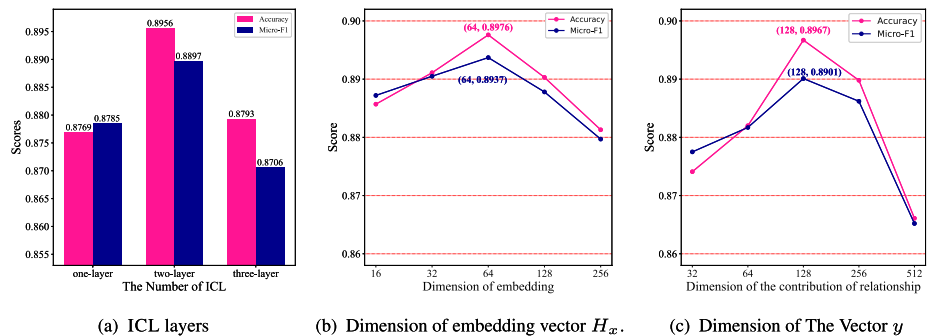 Accuracy
Micro-F1
0.8956
0.8897
0.8769
0.8785
0.8793
0.8706
0.895
0.890
0.885
0.880
0.875
0.870
0.865
0.860
0.855
Scores
one-layer
two-layer
three-layer
The Number of ICL
(a) ICL layers
Accuracy
Micro-F1
(64, 0.8976)
(64, 0.8937)
0.90
0.89
0.88
0.87
0.86
Score
16
32
64
128
256
Dimension of embedding
(b) Dimension of embedding vector Hₓ.
Accuracy
Micro-F1
(128, 0.8967)
(128, 0.8901)
0.90
0.89
0.88
0.87
0.86
Score
32
64
128
256
512
Dimension of the contribution of relationship
(c) Dimension of The Vector y